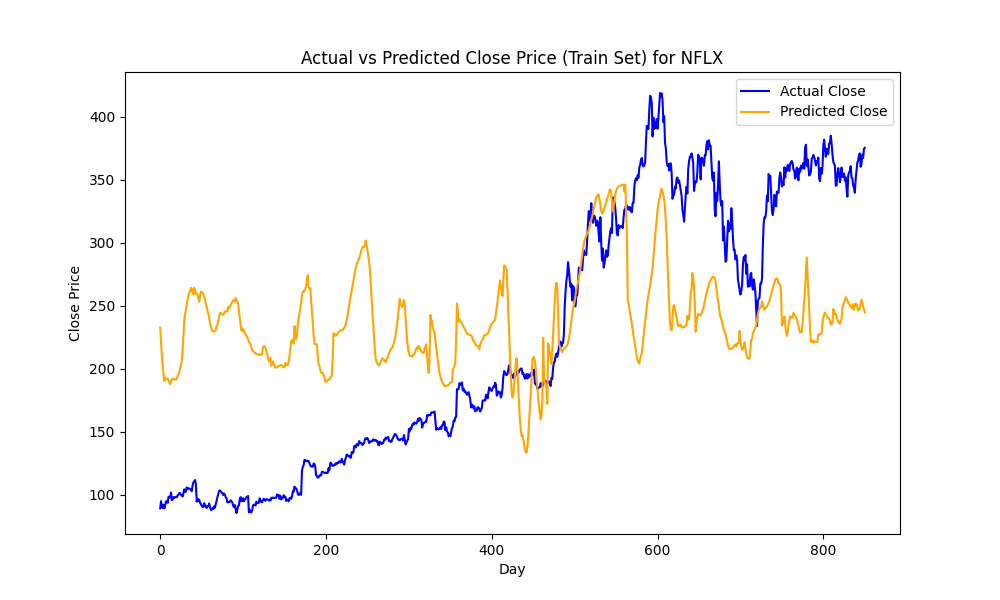 Actual vs Predicted Close Price (Train Set) for NFLX
Actual Close
Predicted Close
Close Price
400
350
300
250
200
150
100
0
200
400
600
800
Day